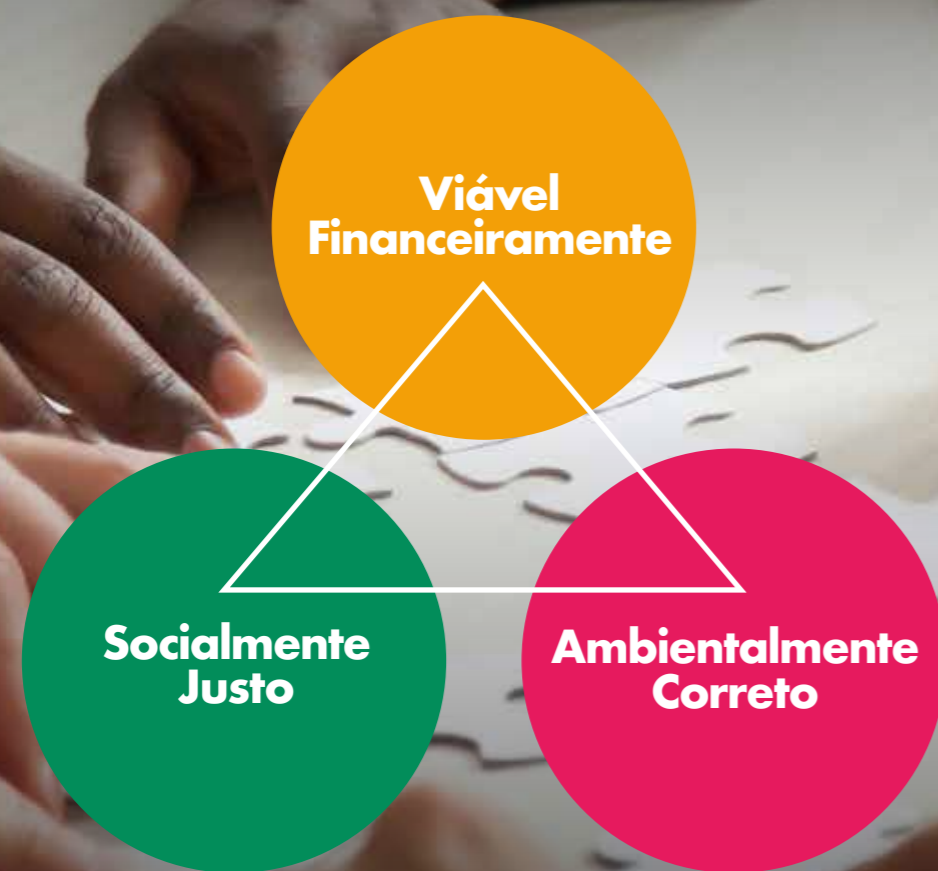 Viável
Financeiramente
Socialmente
Justo
Ambientalmente
Correto